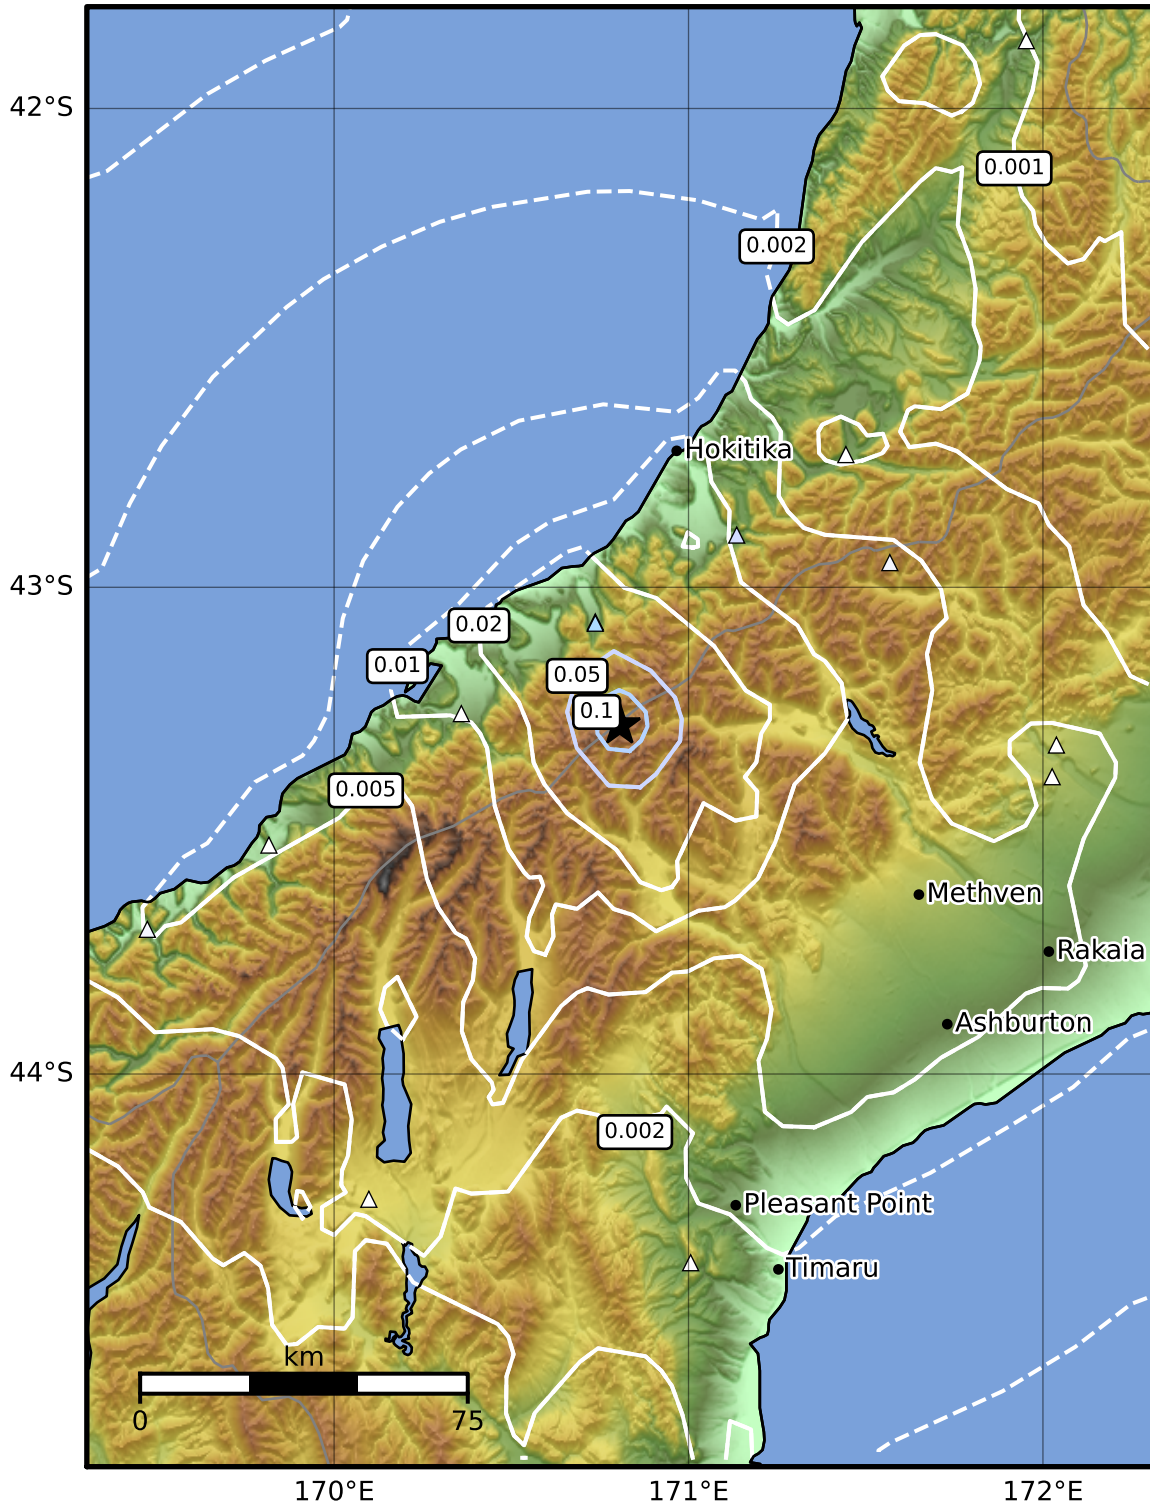 42°S
0.001
0.002
Hokitika
43°S
0.02
0.01
0.05
0.1
0.005
Methven
Rakaia
Ashburton
44°S
0.002
Pleasant Point
Timaru
km
0 75
170°E 171°E 172°E